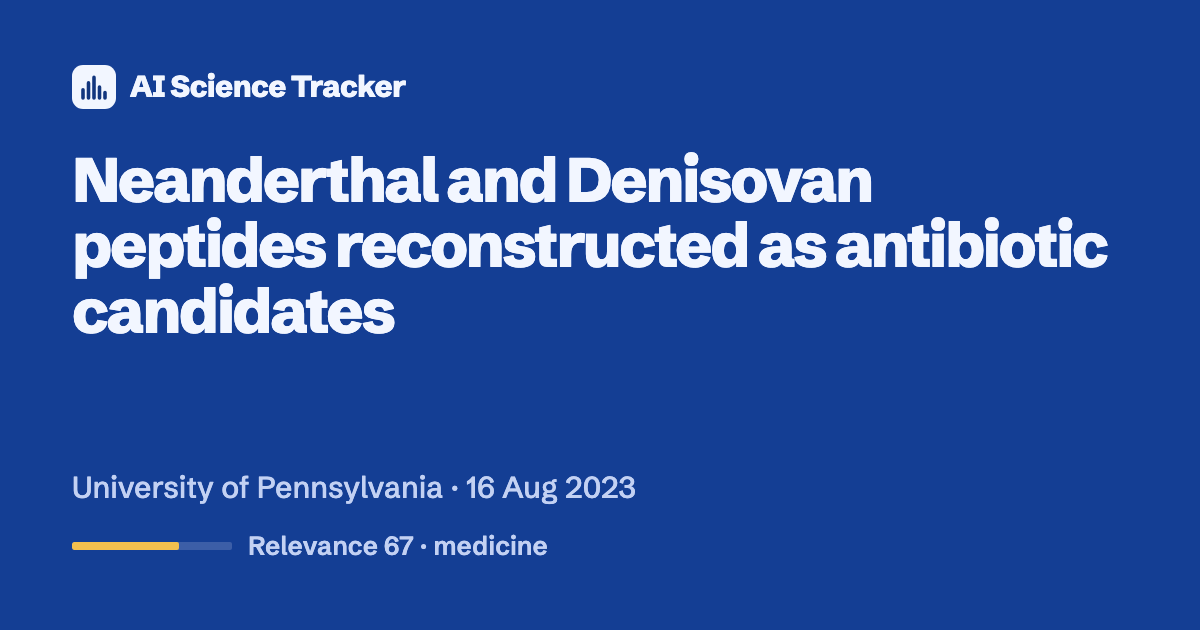 AI Science Tracker
Neanderthal and Denisovan
peptides reconstructed as antibiotic
candidates
University of Pennsylvania · 16 Aug 2023
Relevance 67 · medicine